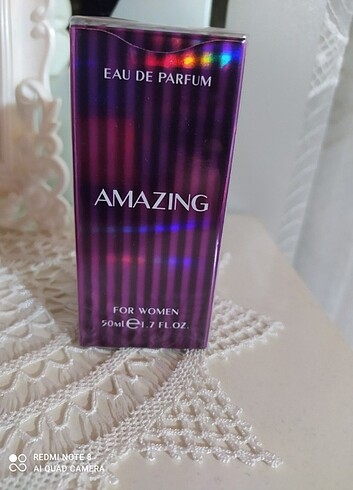 EAU DE PARFUM
AMAZING
FOR WOMEN
50ml ℮ 1.7 FL.OZ.
REDMI NOTE 8
AI QUAD CAMERA